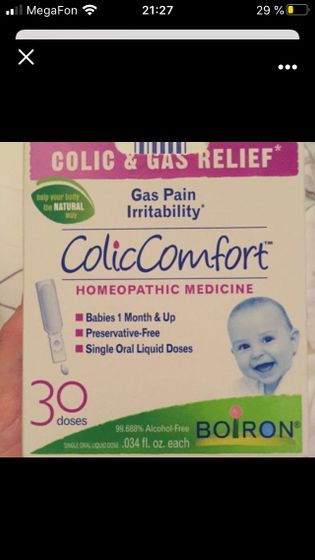 MegaFon
21:27
29 %
COLIC & GAS RELIEF*
help your body
the NATURAL
way
Gas Pain
Irritability*
ColicComfort™
HOMEOPATHIC MEDICINE
Babies 1 Month & Up
Preservative-Free
Single Oral Liquid Doses
30
doses
99.688% Alcohol-Free
SINGLE ORAL LIQUID DOSE .034 fl. oz. each
BOIRON®